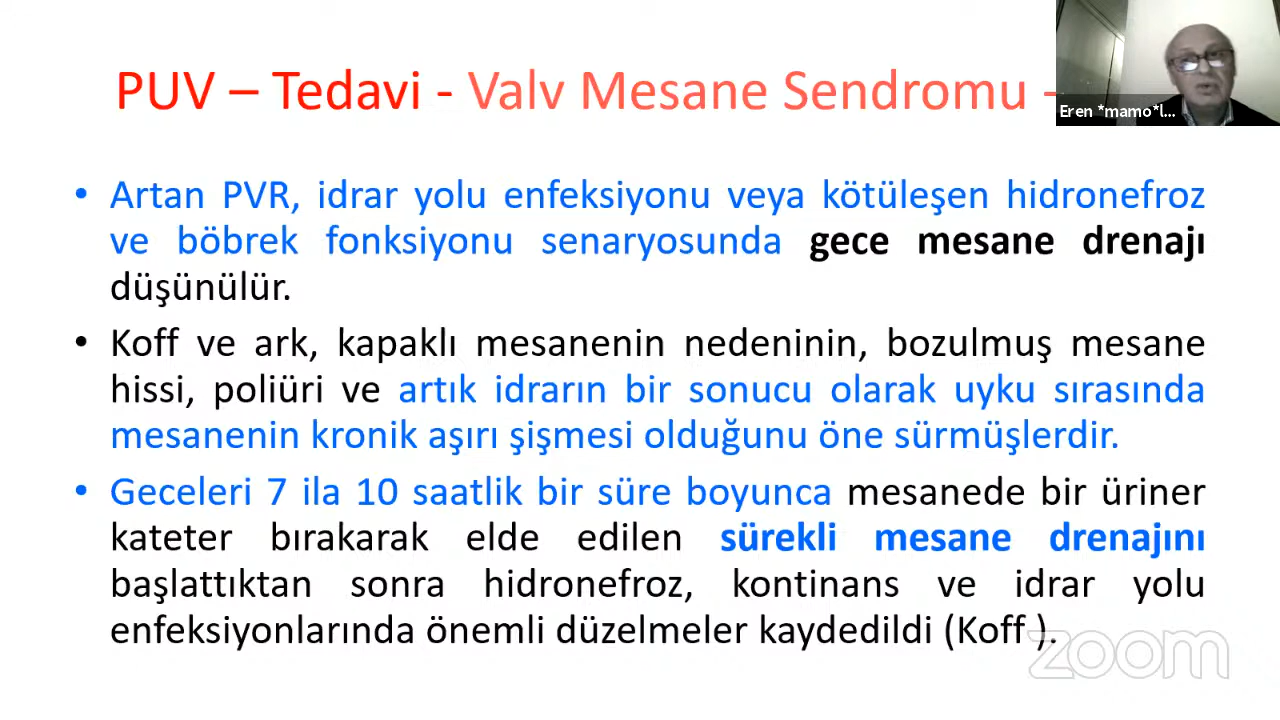 PUV – Tedavi - Valv Mesane Sendromu -
Eren *mamo*l...
• Artan PVR, idrar yolu enfeksiyonu veya kötüleşen hidronefroz
ve böbrek fonksiyonu senaryosunda gece mesane drenajı
düşünülür.
• Koff ve ark, kapaklı mesanenin nedeninin, bozulmuş mesane
hissi, poliüri ve artık idrarın bir sonucu olarak uyku sırasında
mesanenin kronik aşırı şişmesi olduğunu öne sürmüşlerdir.
• Geceleri 7 ila 10 saatlik bir süre boyunca mesanede bir üriner
kateter bırakarak elde edilen sürekli mesane drenajını
başlattıktan sonra hidronefroz, kontinans ve idrar yolu
enfeksiyonlarında önemli düzelmeler kaydedildi (Koff ).
zoom